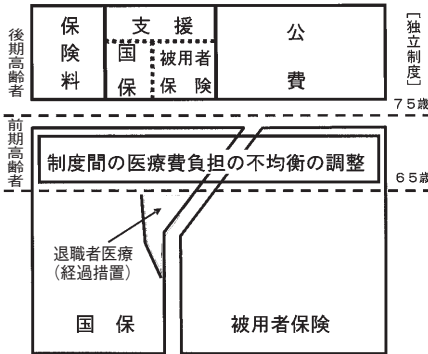 後期高齢者
保険料
支援
国保
被用者
保険
公費
［独立制度］
75歳
前期高齢者
制度間の医療費負担の不均衡の調整
65歳
退職者医療
（経過措置）
国保
被用者保険